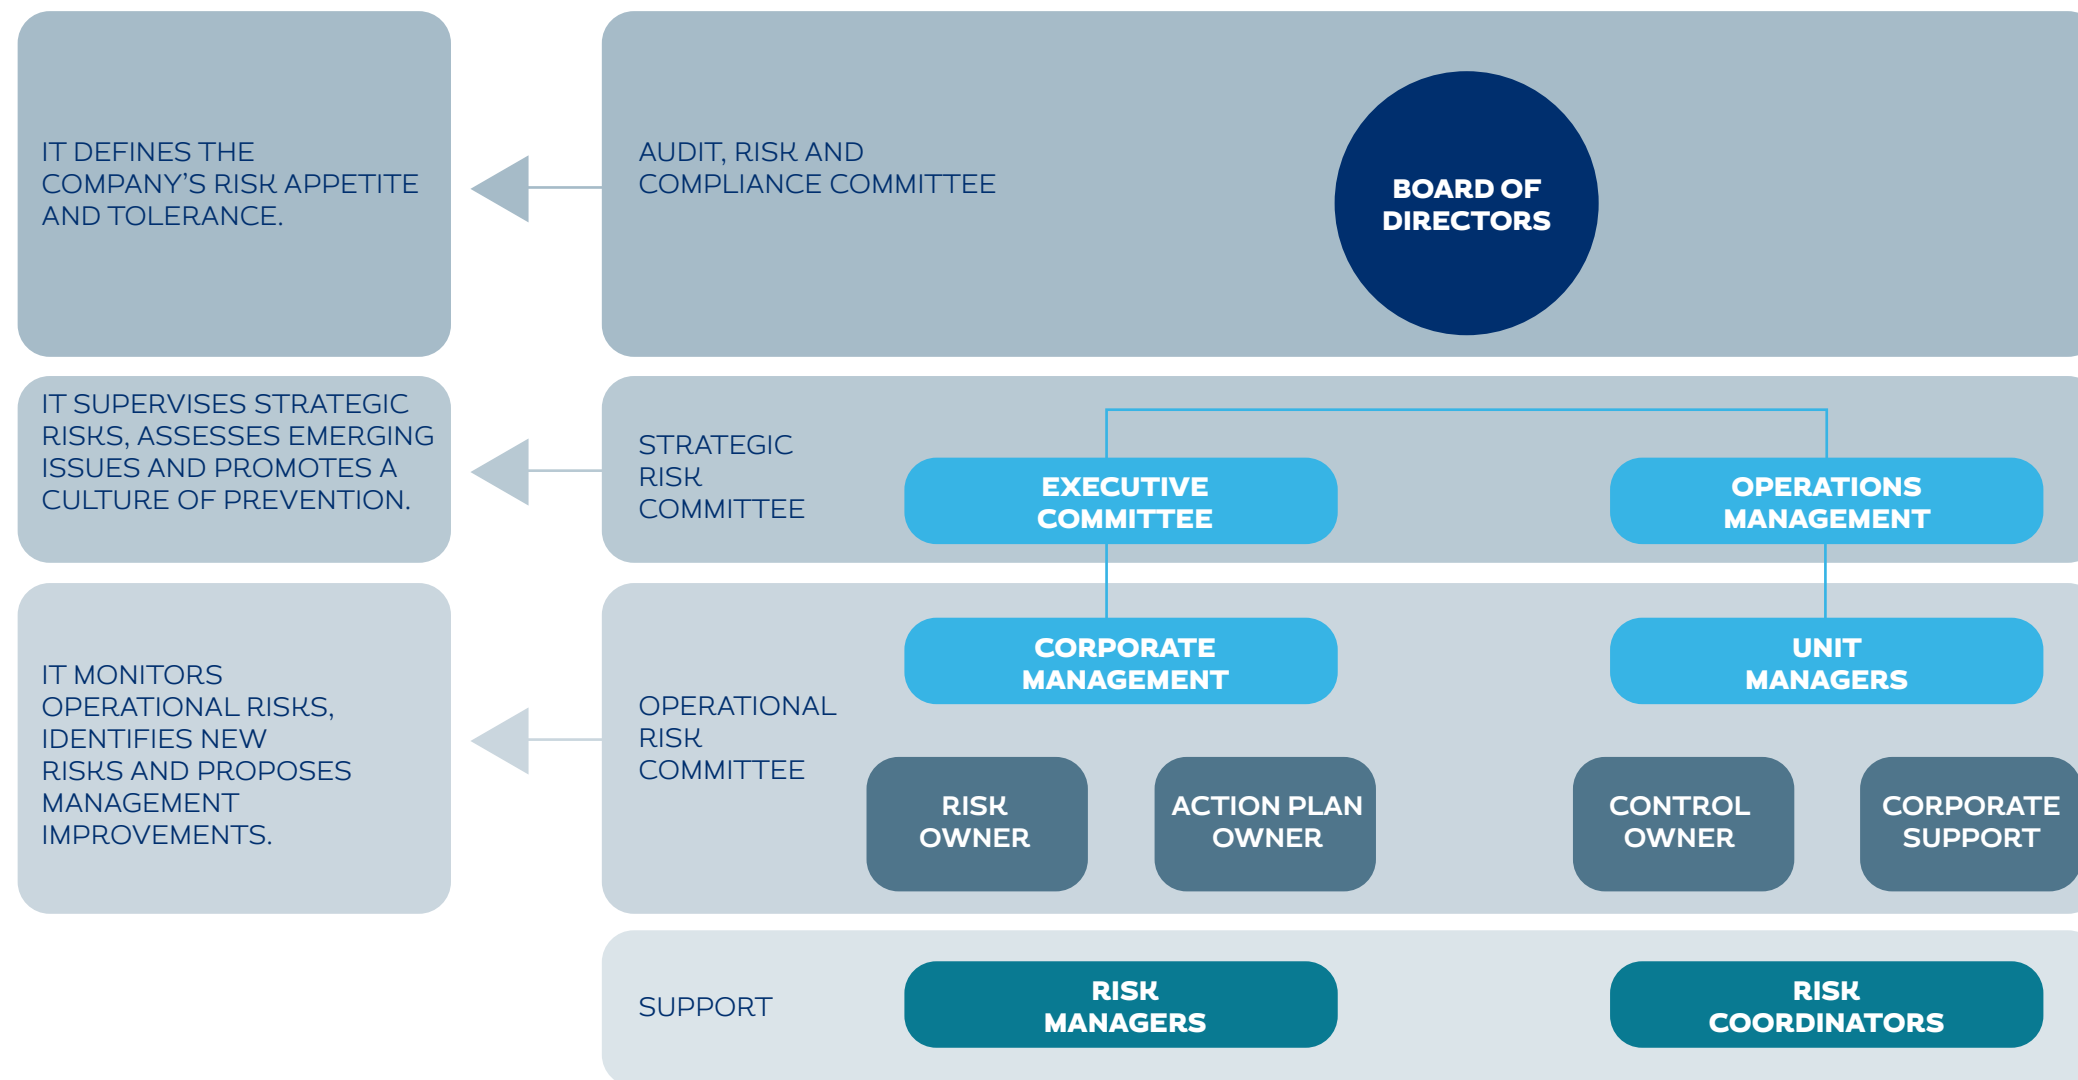 IT DEFINES THE
COMPANY'S RISK APPETITE
AND TOLERANCE.
AUDIT, RISK AND
COMPLIANCE COMMITTEE
BOARD OF
DIRECTORS
IT SUPERVISES STRATEGIC
RISKS, ASSESSES EMERGING
ISSUES AND PROMOTES A
CULTURE OF PREVENTION.
STRATEGIC
RISK
COMMITTEE
EXECUTIVE
COMMITTEE
OPERATIONS
MANAGEMENT
IT MONITORS
OPERATIONAL RISKS,
IDENTIFIES NEW
RISKS AND PROPOSES
MANAGEMENT
IMPROVEMENTS.
OPERATIONAL
RISK
COMMITTEE
CORPORATE
MANAGEMENT
UNIT
MANAGERS
RISK
OWNER
ACTION PLAN
OWNER
CONTROL
OWNER
CORPORATE
SUPPORT
SUPPORT
RISK
MANAGERS
RISK
COORDINATORS